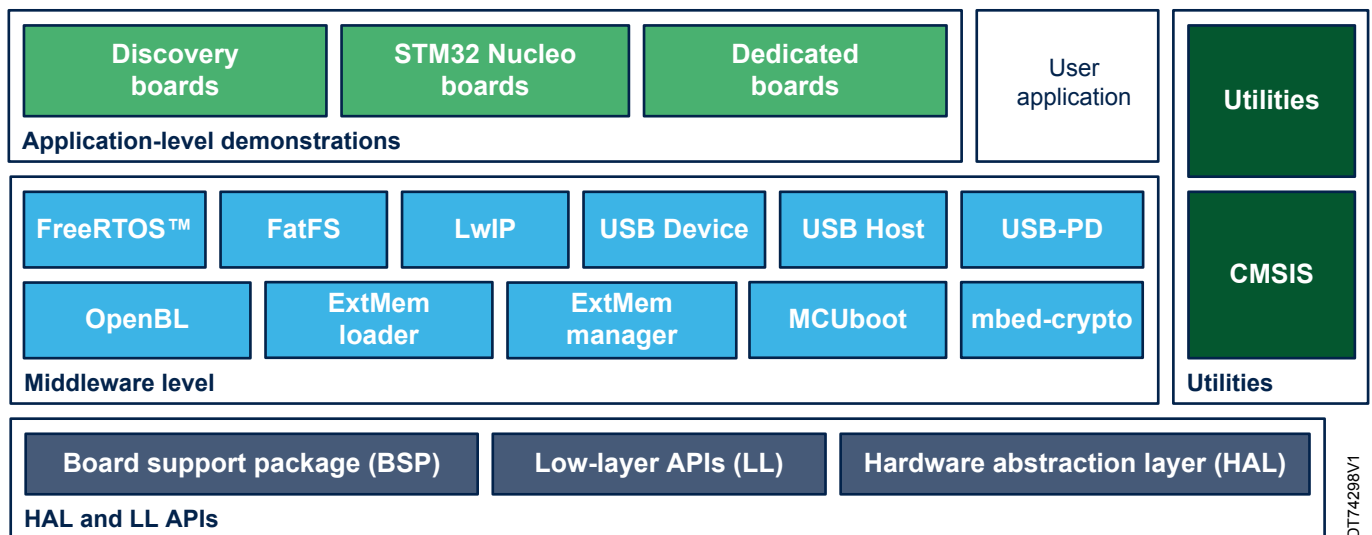 Discovery
boards
STM32 Nucleo
boards
Dedicated
boards
Application-level demonstrations
User
application
Utilities
FreeRTOS™
FatFS
LwIP
USB Device
USB Host
USB-PD
CMSIS
OpenBL
ExtMem
loader
ExtMem
manager
MCUboot
mbed-crypto
Middleware level
Utilities
Board support package (BSP)
Low-layer APIs (LL)
Hardware abstraction layer (HAL)
HAL and LL APIs
DT74298V1